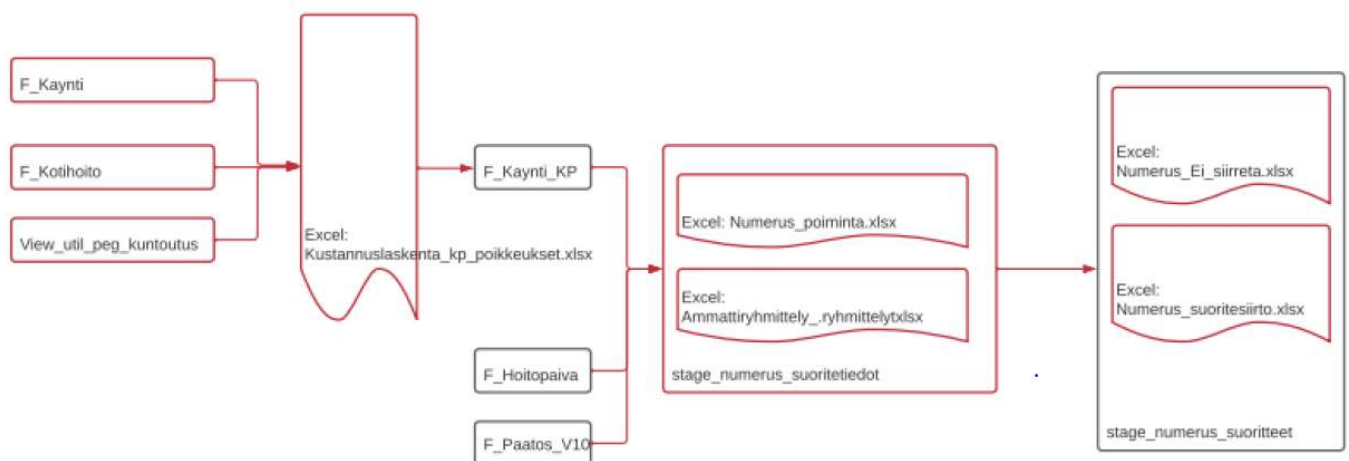 F_Kaynti
F_Kotihoito
View_util_peg_kuntoutus
Excel:
Kustannuslaskenta_kp_poikkeukset.xlsx
F_Kaynti_KP
F_Hoitopaiva
F_Paatos_V10
Excel: Numerus_poiminta.xlsx
Excel:
Ammattiryhmittely_.ryhmittelytxlsx
stage_numerus_suoritetiedot
Excel:
Numerus_Ei_siirreta.xlsx
Excel:
Numerus_suoritesiirto.xlsx
stage_numerus_suoritteet